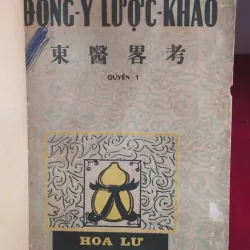 ĐÔNG-Y LƯỢC-KHẢO
東醫畧考
QUYỂN 1
HOA LƯ